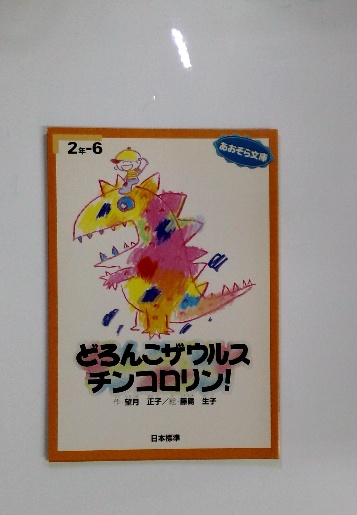 2年-6
あおぞら文庫
どろんこザウルス
チンコロリン!
作・望月 正子/絵・藤島 生子
日本標準